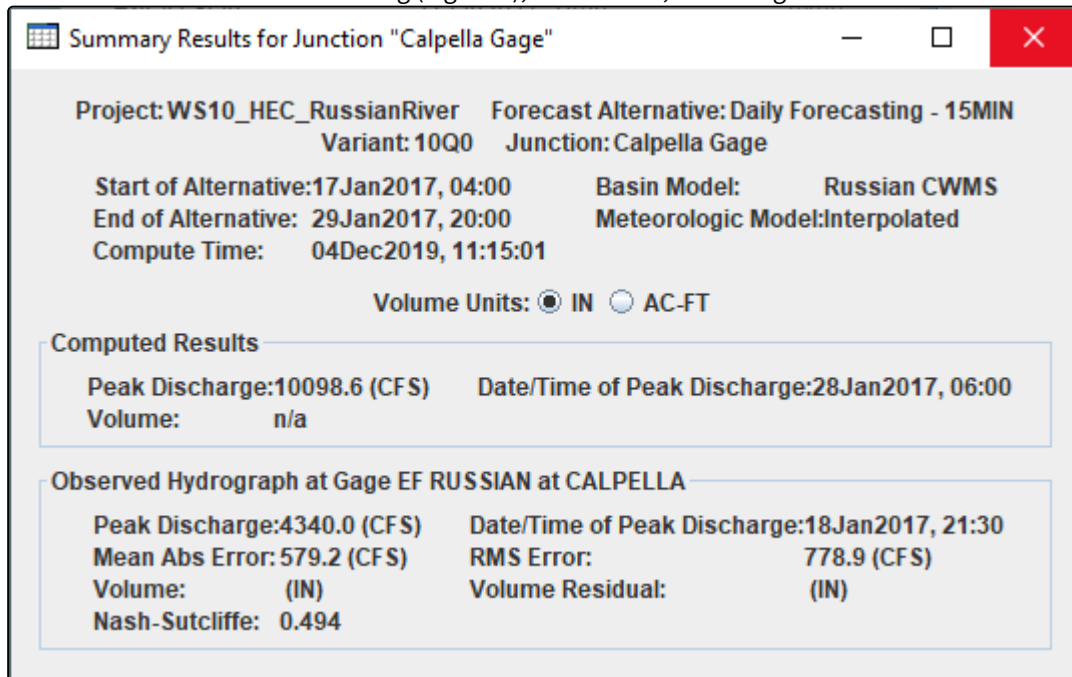 Summary Results for Junction "Calpella Gage"
Project: WS10_HEC_RussianRiver Forecast Alternative: Daily Forecasting - 15MIN
Variant: 10Q0 Junction: Calpella Gage
Start of Alternative:17Jan2017, 04:00 Basin Model: Russian CWMS
End of Alternative: 29Jan2017, 20:00 Meteorologic Model:Interpolated
Compute Time: 04Dec2019, 11:15:01
Volume Units: IN AC-FT
Computed Results
Peak Discharge:10098.6 (CFS) Date/Time of Peak Discharge:28Jan2017, 06:00
Volume: n/a
Observed Hydrograph at Gage EF RUSSIAN at CALPELLA
Peak Discharge:4340.0 (CFS) Date/Time of Peak Discharge:18Jan2017, 21:30
Mean Abs Error: 579.2 (CFS) RMS Error: 778.9 (CFS)
Volume: (IN) Volume Residual: (IN)
Nash-Sutcliffe: 0.494